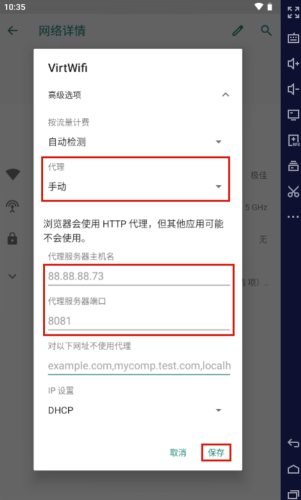 10:35
网络详情
VirtWifi
高级选项
按流量计费
自动检测
代理
手动
极佳
5 GHz
浏览器会使用 HTTP 代理，但其他应用可能
不会使用。
无
代理服务器主机名
88.88.88.73
代理服务器端口
8081
对以下网址不使用代理
example.com,mycomp.test.com,localh
IP 设置
DHCP
取消
保存